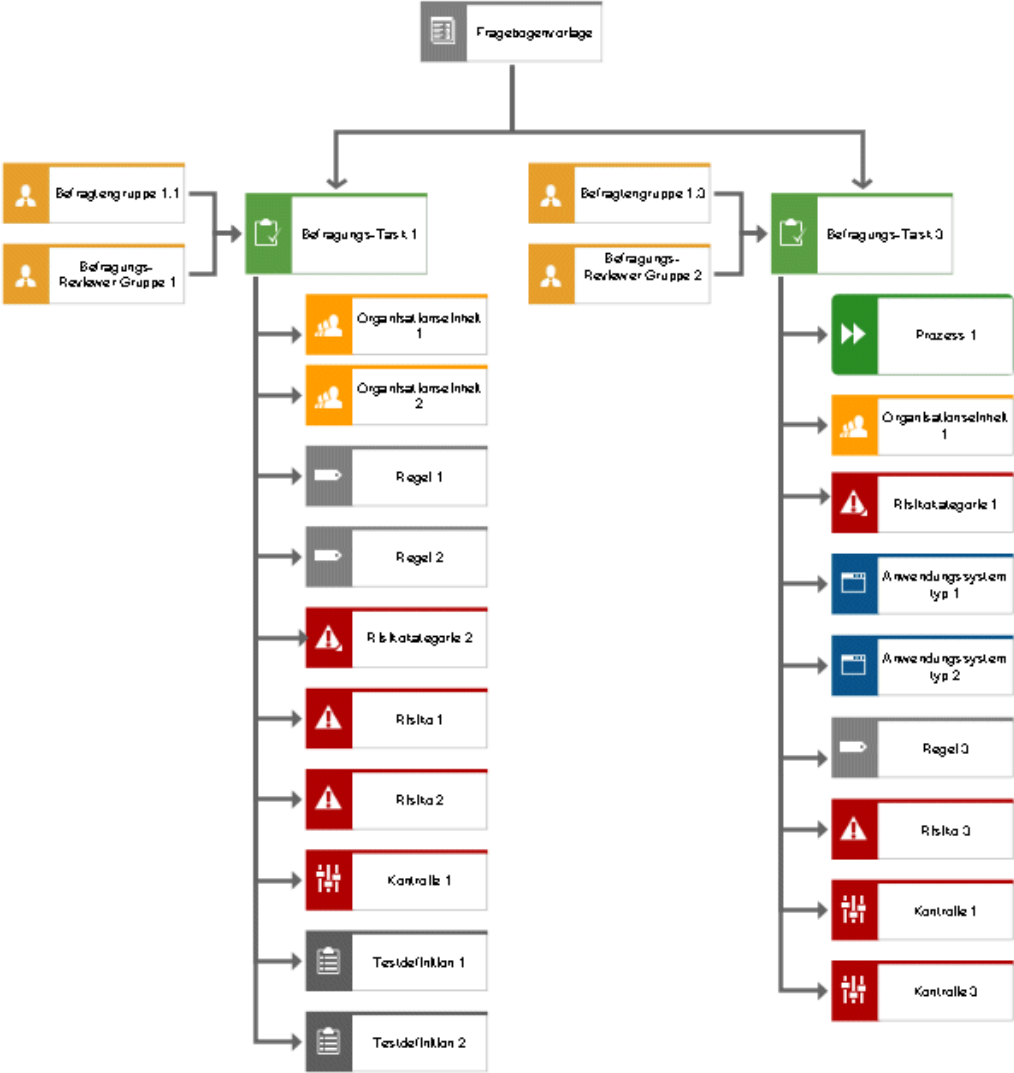 Fragebogenvorlage
Befragtengruppe 1.1
Befragungs-
Reviewer Gruppe 1
Befragungs-Task 1
Organisationseinheit
1
Organisationseinheit
2
Regel 1
Regel 2
Risikokategorie 2
Risiko 1
Risiko 2
Kontrolle 1
Testdefinition 1
Testdefinition 2
Befragtengruppe 1.3
Befragungs-
Reviewer Gruppe 2
Befragungs-Task 3
Prozess 1
Organisationseinheit
1
Risikokategorie 1
Anwendungssystem
typ 1
Anwendungssystem
typ 2
Regel 3
Risiko 3
Kontrolle 1
Kontrolle 3